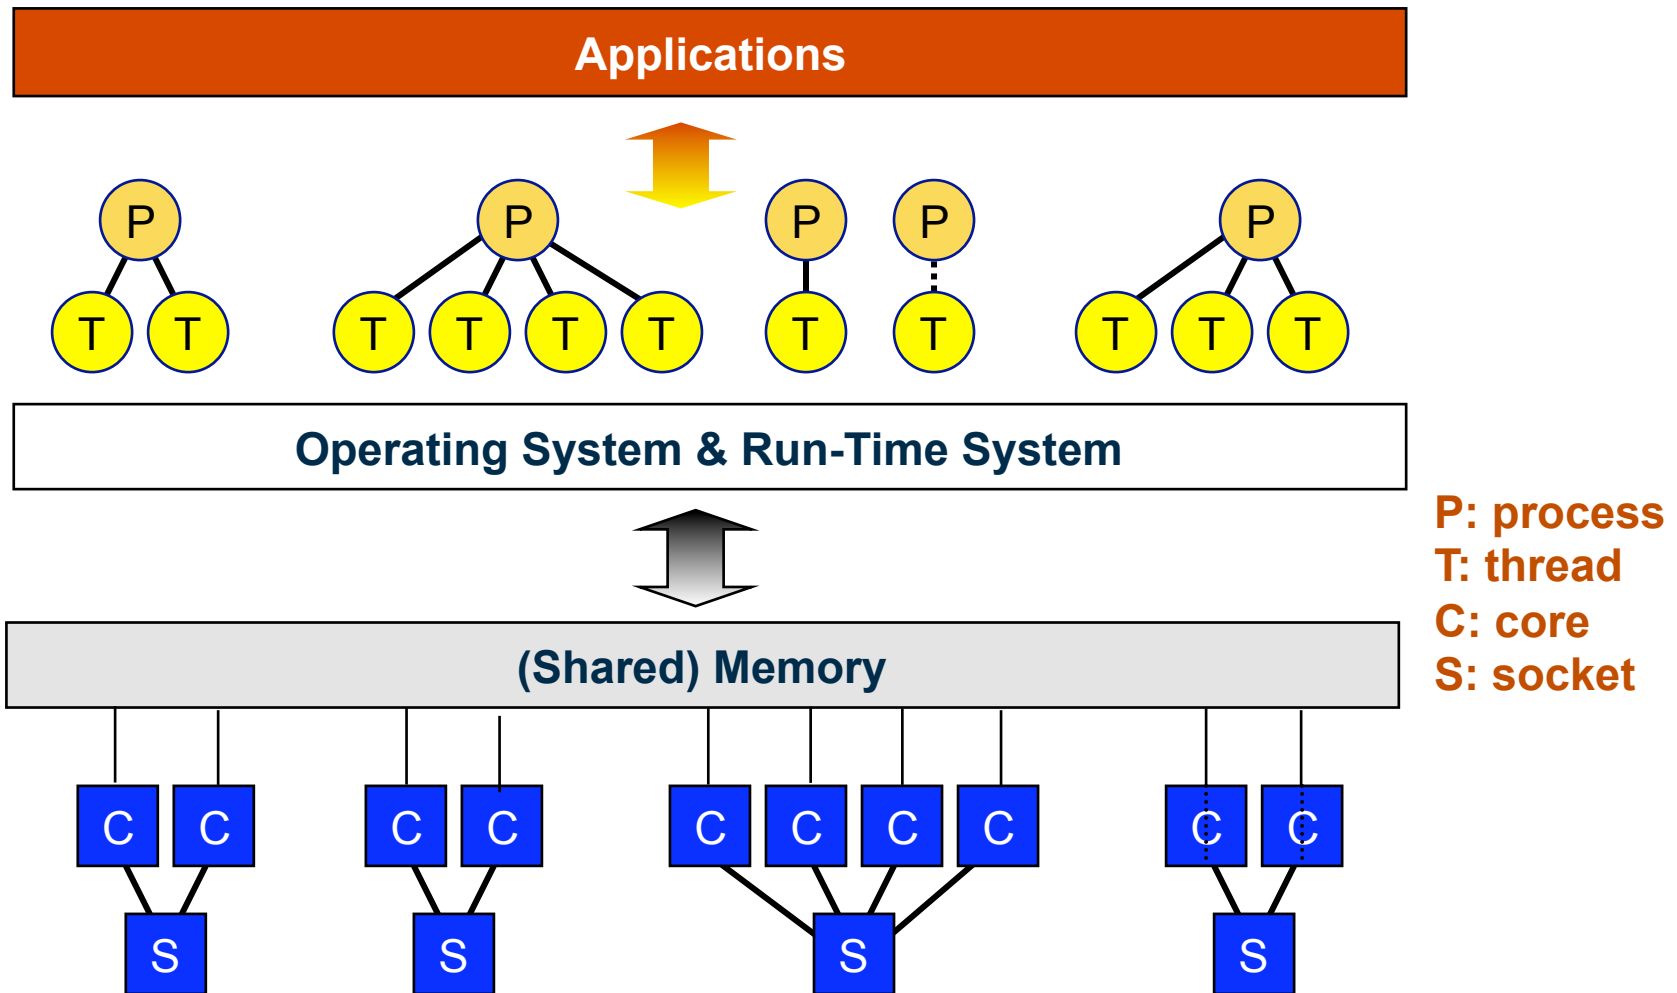 Applications
P P P P P
T T T T T T T T T T T
Operating System & Run-Time System
P: process
T: thread
C: core
S: socket
(Shared) Memory
C C C C C C C C C C
S S S S